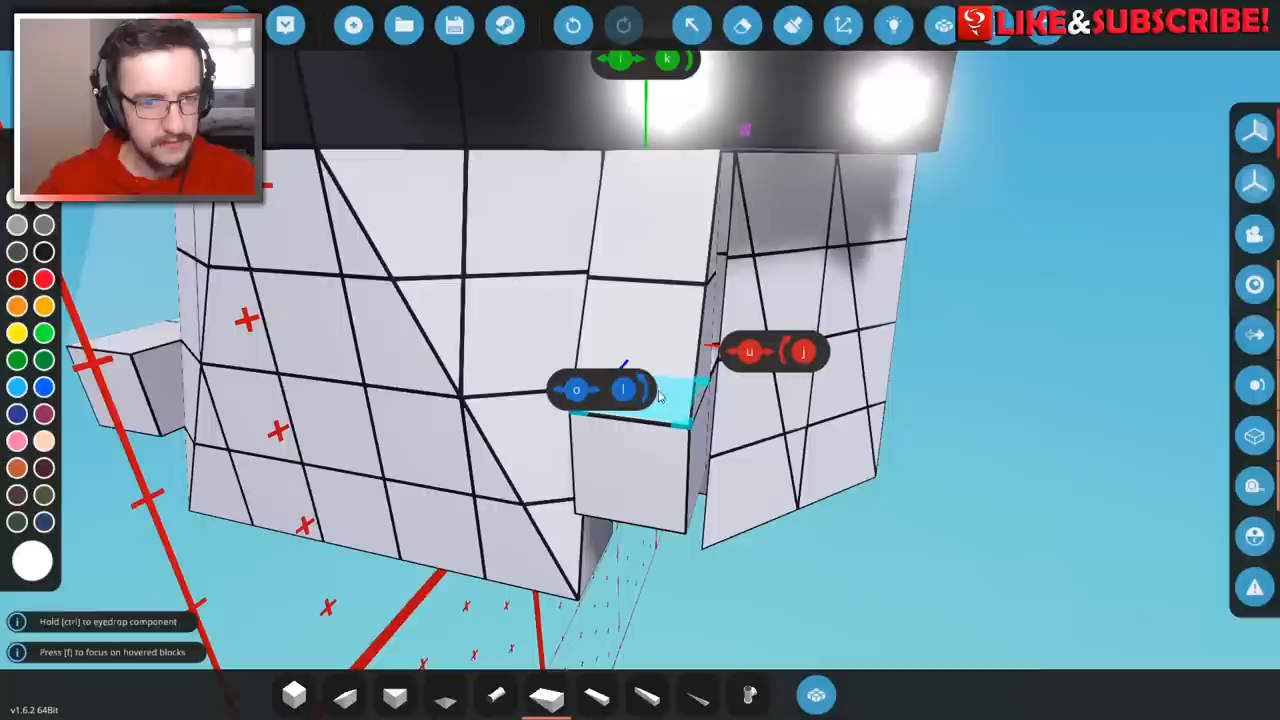 LIKE&SUBSCRIBE!
i k
u j
o l
Hold [ctrl] to eyedrop component
Press [f] to focus on hovered blocks
v1.6.2 64Bit